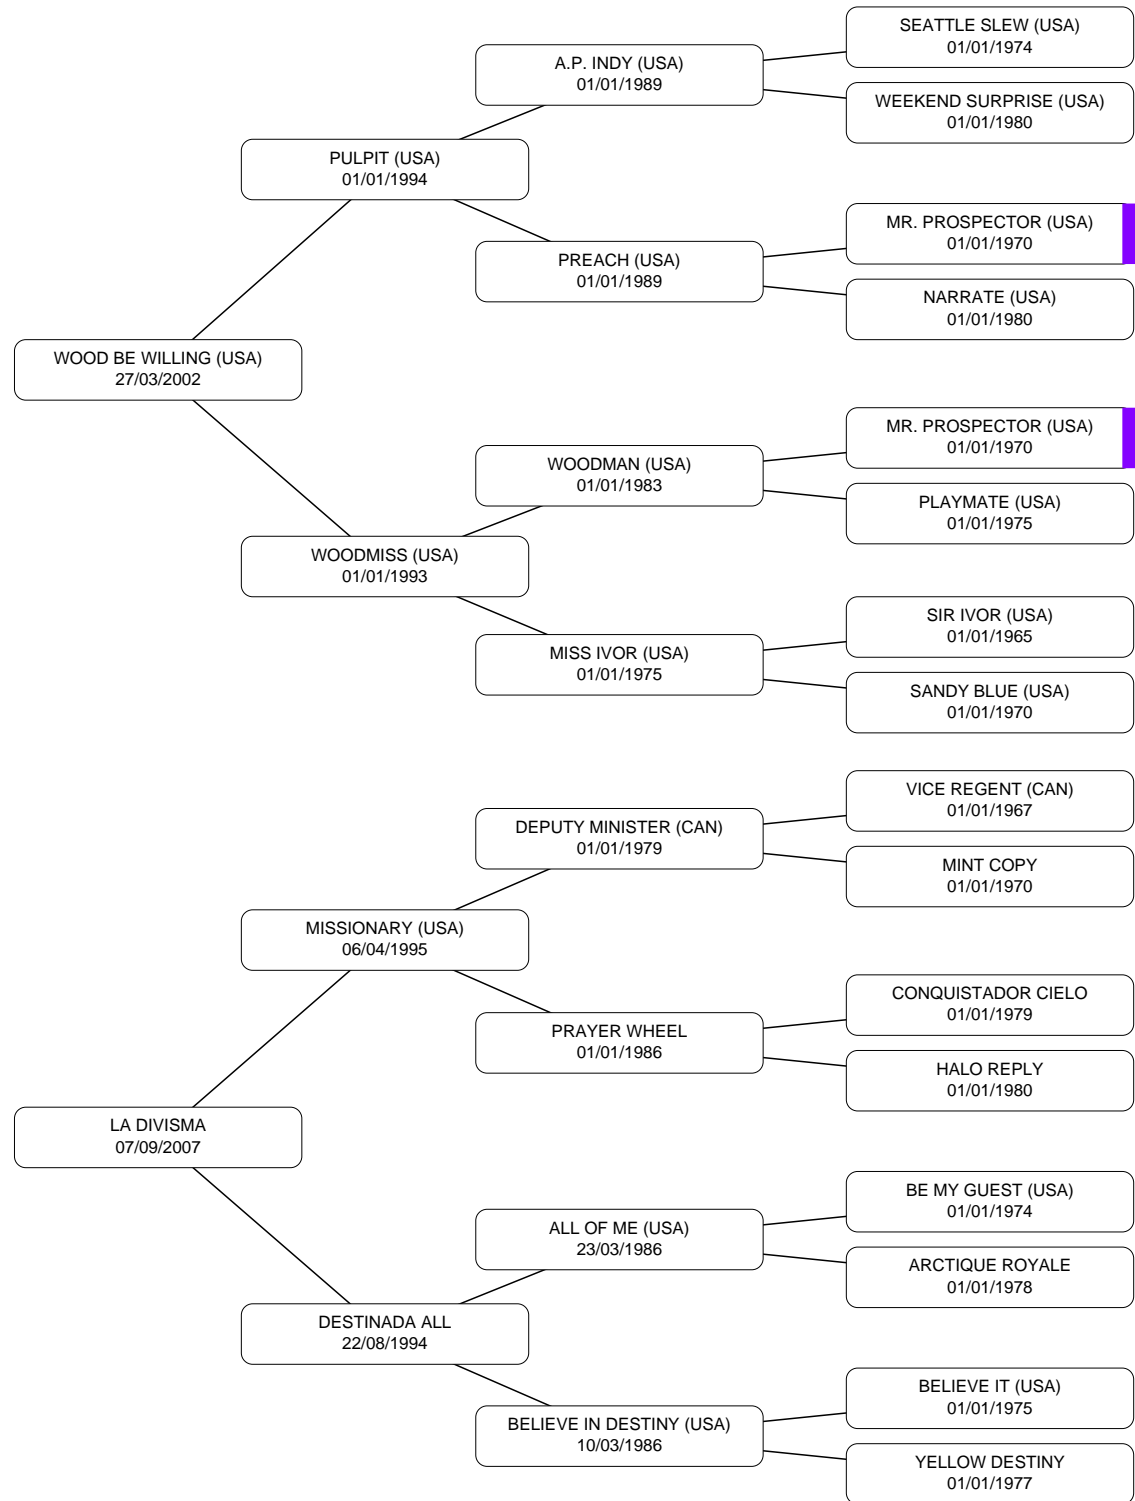 SEATTLE SLEW (USA)
01/01/1974
A.P. INDY (USA)
01/01/1989
WEEKEND SURPRISE (USA)
01/01/1980
PULPIT (USA)
01/01/1994
MR. PROSPECTOR (USA)
01/01/1970
PREACH (USA)
01/01/1989
NARRATE (USA)
01/01/1980
WOOD BE WILLING (USA)
27/03/2002
MR. PROSPECTOR (USA)
01/01/1970
WOODMAN (USA)
01/01/1983
PLAYMATE (USA)
01/01/1975
WOODMISS (USA)
01/01/1993
SIR IVOR (USA)
01/01/1965
MISS IVOR (USA)
01/01/1975
SANDY BLUE (USA)
01/01/1970
VICE REGENT (CAN)
01/01/1967
DEPUTY MINISTER (CAN)
01/01/1979
MINT COPY
01/01/1970
MISSIONARY (USA)
06/04/1995
CONQUISTADOR CIELO
01/01/1979
PRAYER WHEEL
01/01/1986
HALO REPLY
01/01/1980
LA DIVISMA
07/09/2007
BE MY GUEST (USA)
01/01/1974
ALL OF ME (USA)
23/03/1986
ARCTIQUE ROYALE
01/01/1978
DESTINADA ALL
22/08/1994
BELIEVE IT (USA)
01/01/1975
BELIEVE IN DESTINY (USA)
10/03/1986
YELLOW DESTINY
01/01/1977